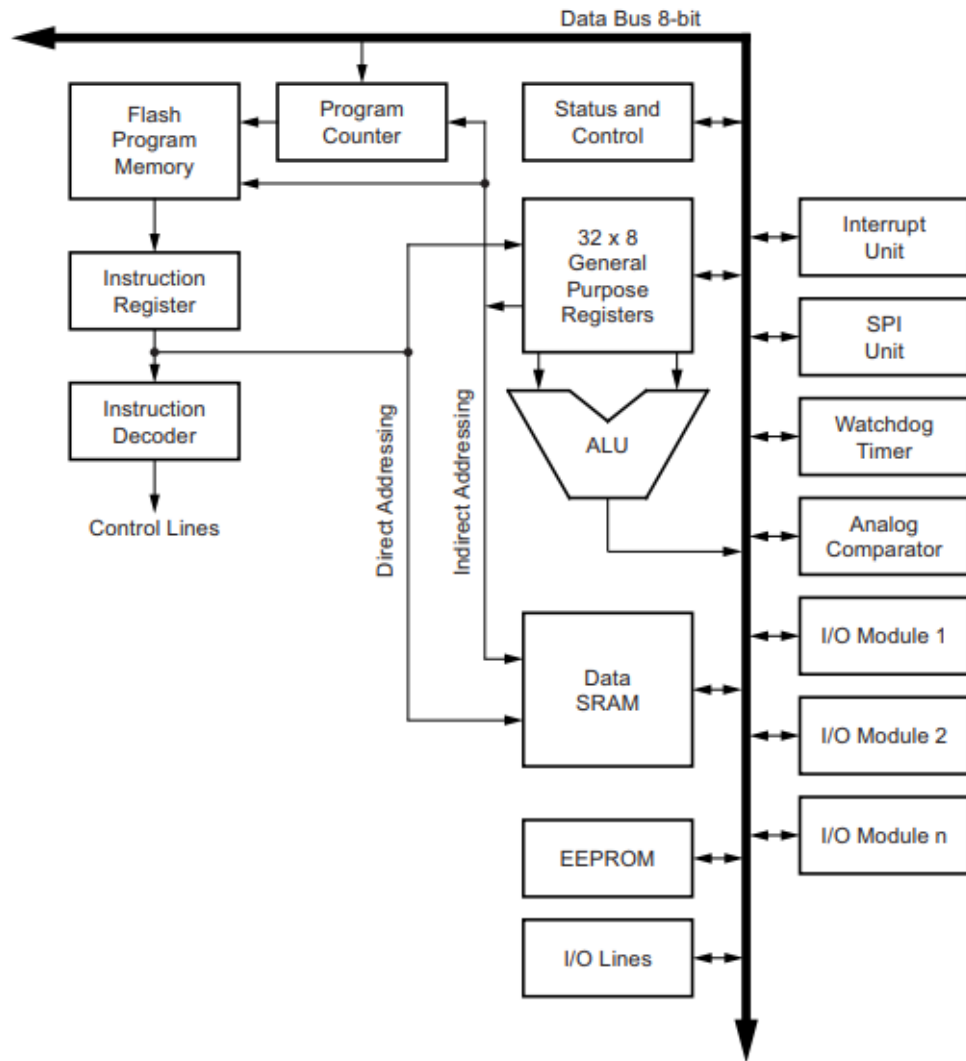 Data Bus 8-bit
Flash
Program
Memory
Program
Counter
Status and
Control
Instruction
Register
32 x 8
General
Purpose
Registers
Interrupt
Unit
SPI
Unit
Instruction
Decoder
ALU
Watchdog
Timer
Control Lines
Direct Addressing
Indirect Addressing
Analog
Comparator
I/O Module 1
Data
SRAM
I/O Module 2
EEPROM
I/O Module n
I/O Lines